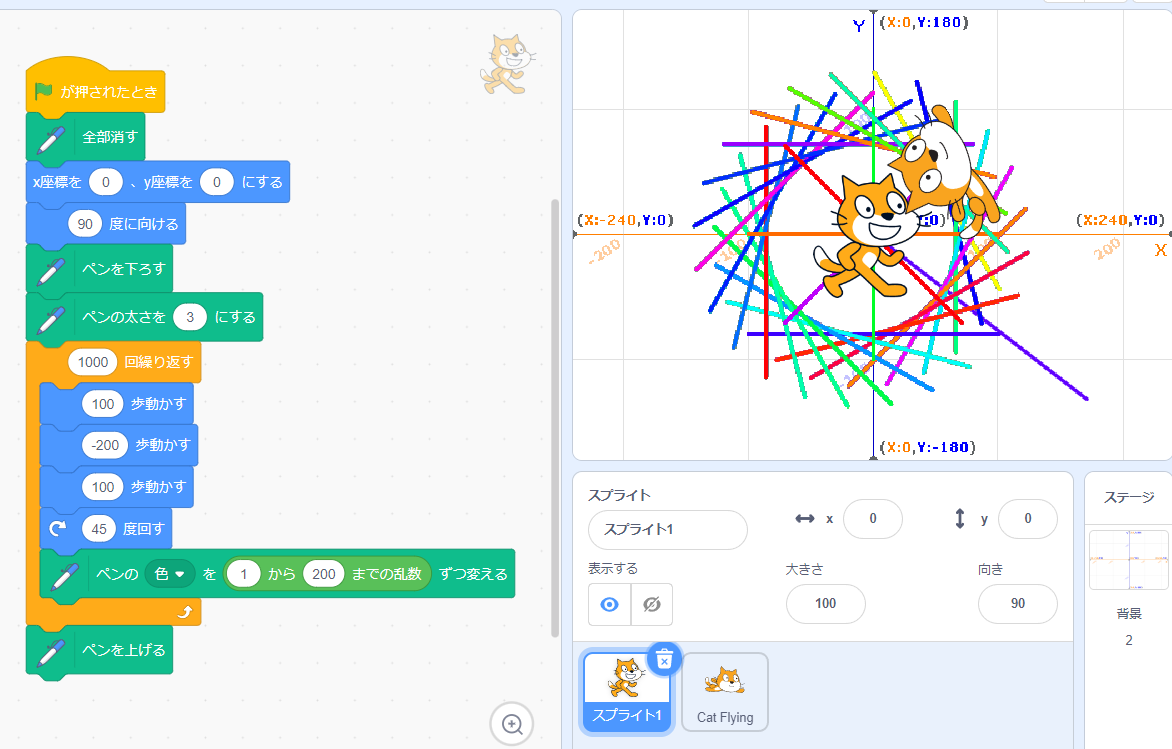 が押されたとき
全部消す
x座標を 0 、y座標を 0 にする
90 度に向ける
ペンを下ろす
ペンの太さを 3 にする
1000 回繰り返す
100 歩動かす
-200 歩動かす
100 歩動かす
45 度回す
ペンの 色 を 1 から 200 までの乱数 ずつ変える
ペンを上げる
Y (X:0,Y:180)
(X:-240,Y:0)
(X:240,Y:0)
-200
200
X
(X:0,Y:-180)
スプライト
スプライト1
x 0
y 0
表示する
大きさ
100
向き
90
スプライト1
Cat Flying
ステージ
背景
2